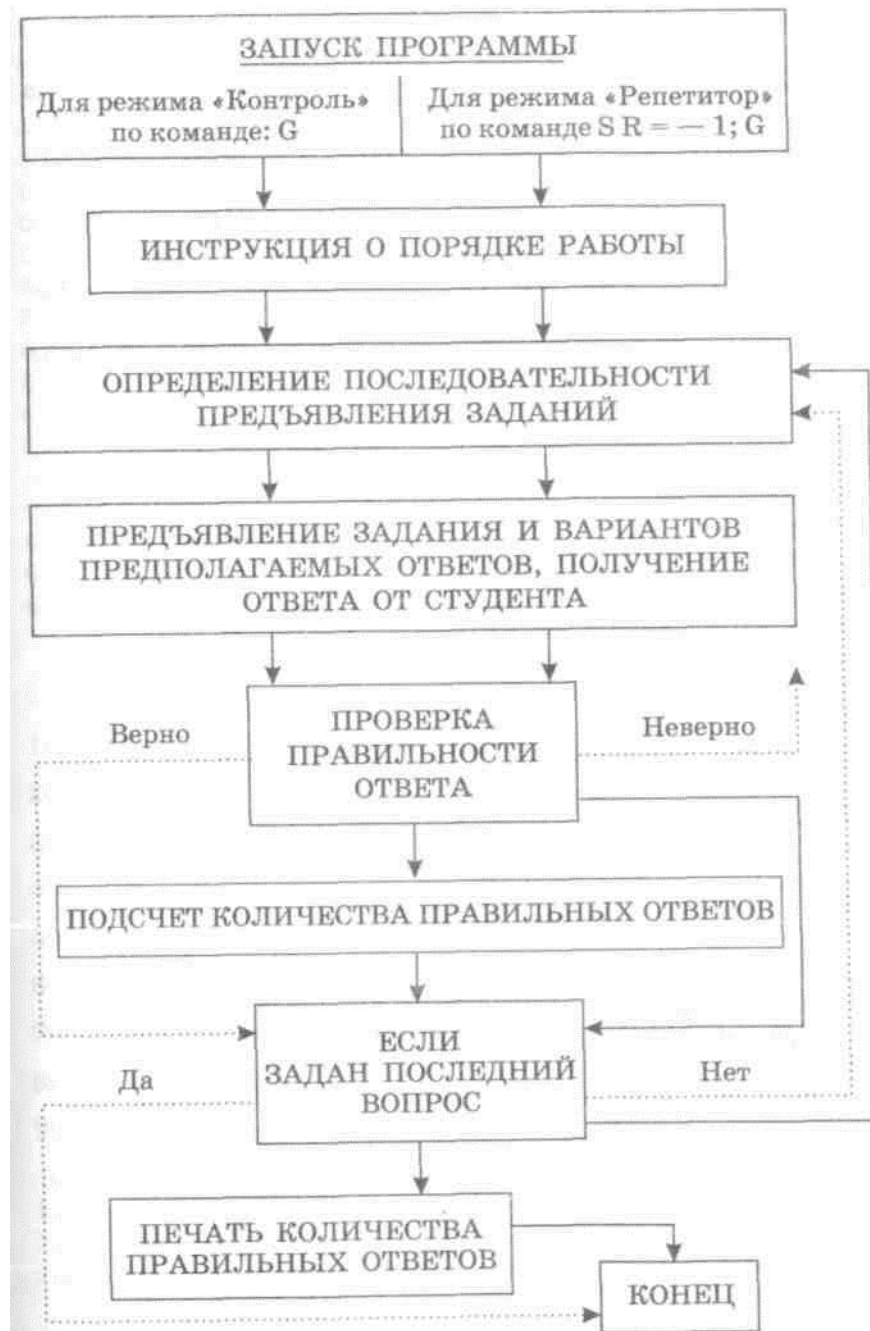 ЗАПУСК ПРОГРАММЫ
Для режима «Контроль»
по команде: G
Для режима «Репетитор»
по команде S R = — 1; G
ИНСТРУКЦИЯ О ПОРЯДКЕ РАБОТЫ
ОПРЕДЕЛЕНИЕ ПОСЛЕДОВАТЕЛЬНОСТИ
ПРЕДЪЯВЛЕНИЯ ЗАДАНИЙ
ПРЕДЪЯВЛЕНИЕ ЗАДАНИЯ И ВАРИАНТОВ
ПРЕДПОЛАГАЕМЫХ ОТВЕТОВ, ПОЛУЧЕНИЕ
ОТВЕТА ОТ СТУДЕНТА
Верно
ПРОВЕРКА
ПРАВИЛЬНОСТИ
ОТВЕТА
Неверно
ПОДСЧЕТ КОЛИЧЕСТВА ПРАВИЛЬНЫХ ОТВЕТОВ
Да
ЕСЛИ
ЗАДАН ПОСЛЕДНИЙ
ВОПРОС
Нет
ПЕЧАТЬ КОЛИЧЕСТВА
ПРАВИЛЬНЫХ ОТВЕТОВ
КОНЕЦ